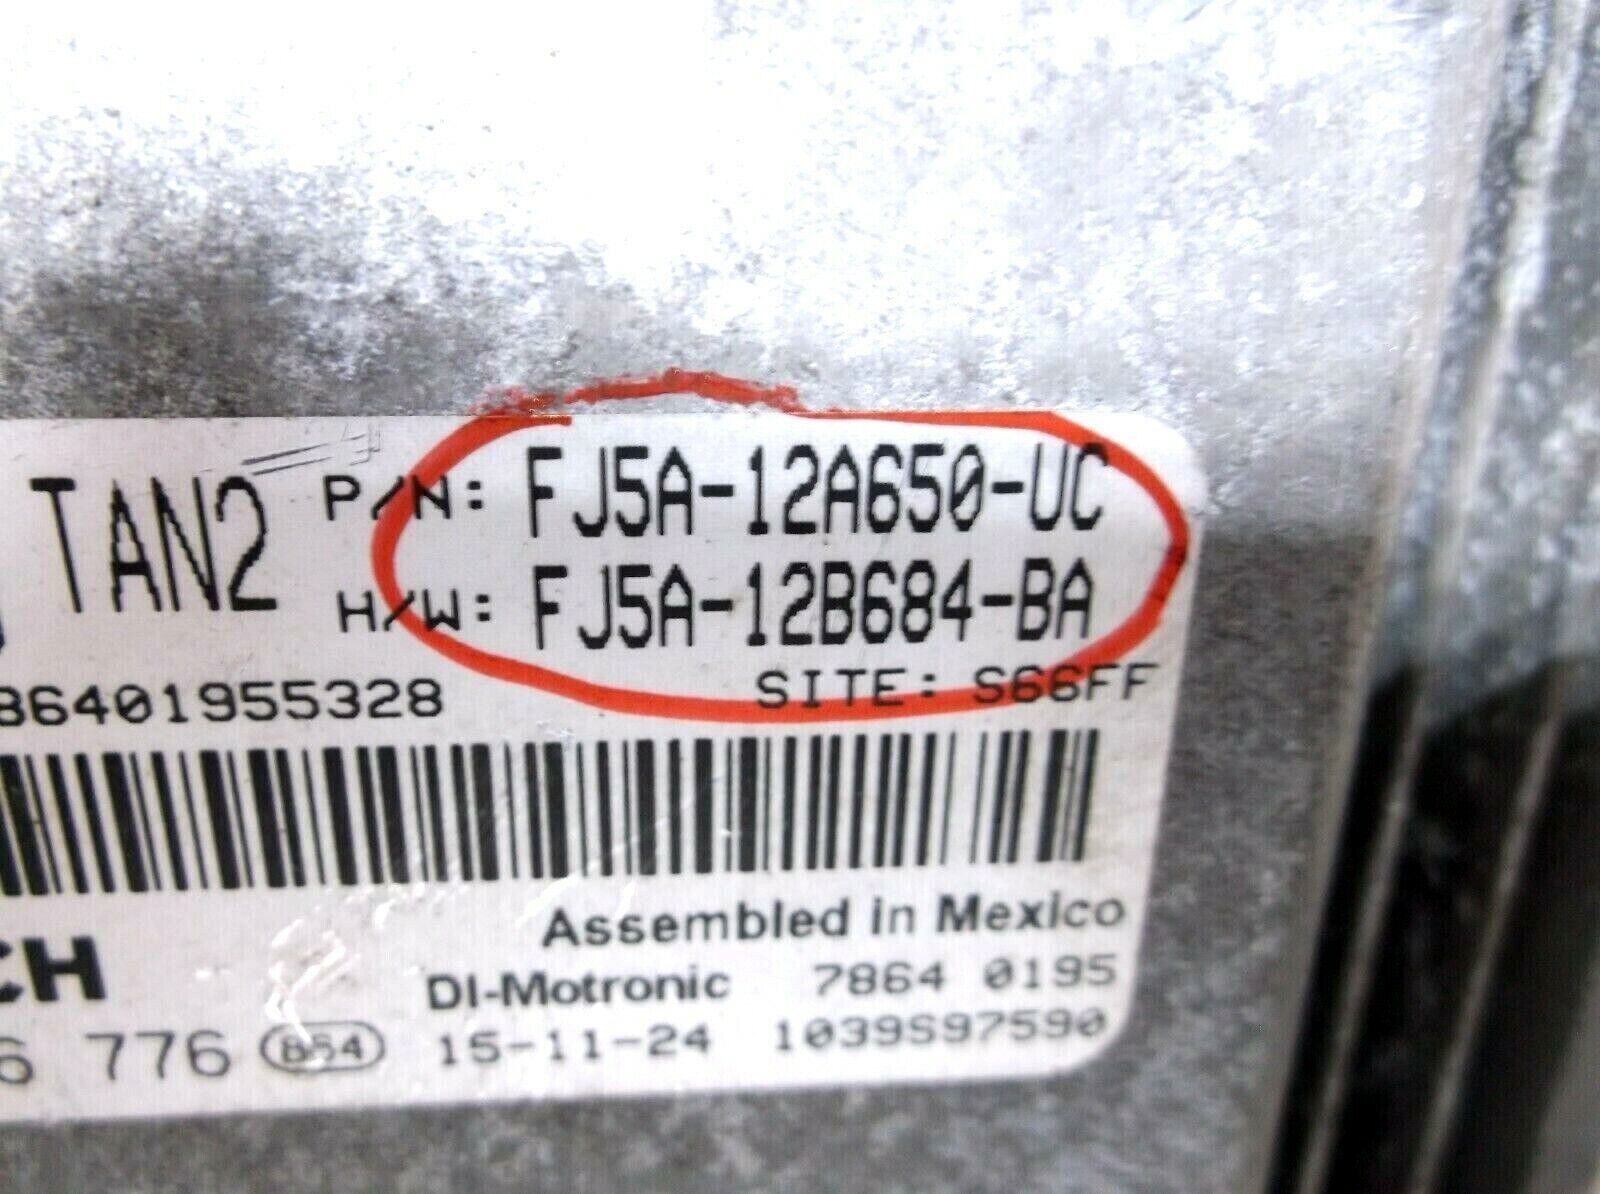 TAN2 P/N: FJ5A-12A650-UC
H/W: FJ5A-12B684-BA
SITE: S66FF
86401955328
Assembled in Mexico
CH DI-Motronic 7864 0195
6 776 B54 15-11-24 1039S97590